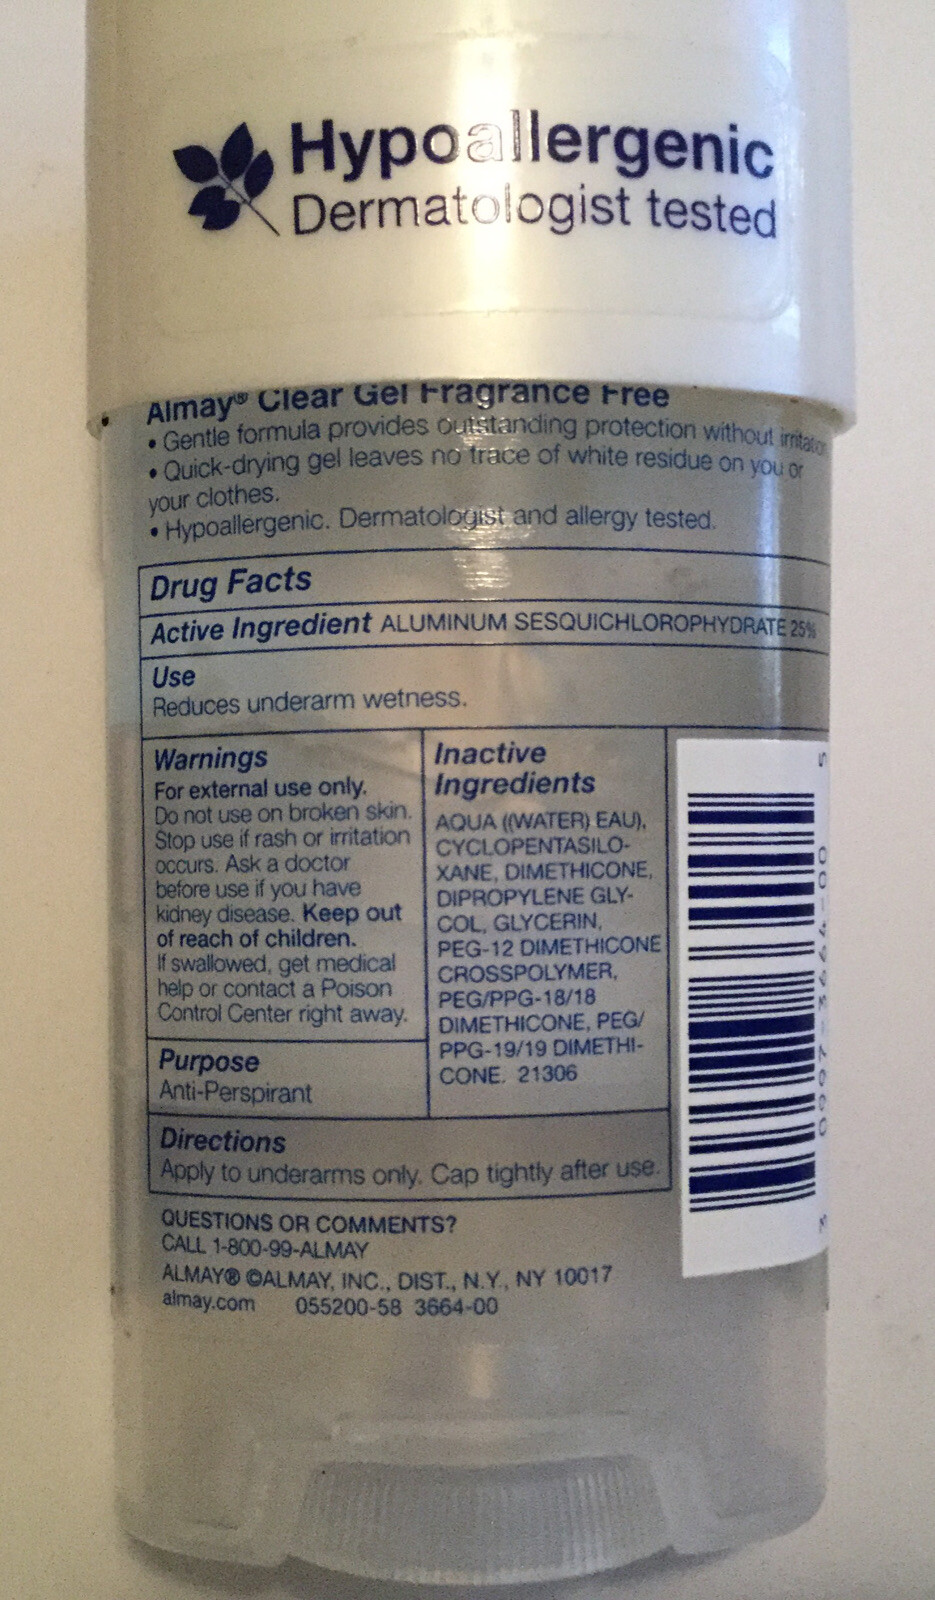 Hypoallergenic
Dermatologist tested
Almay® Clear Gel Fragrance Free
• Gentle formula provides outstanding protection without irritation
• Quick-drying gel leaves no trace of white residue on you or
your clothes.
• Hypoallergenic. Dermatologist and allergy tested.
Drug Facts
Active Ingredient ALUMINUM SESQUICHLOROPHYDRATE 25%
Use
Reduces underarm wetness.
Warnings
For external use only.
Do not use on broken skin.
Stop use if rash or irritation
occurs. Ask a doctor
before use if you have
kidney disease. Keep out
of reach of children.
If swallowed, get medical
help or contact a Poison
Control Center right away.
Purpose
Anti-Perspirant
Inactive
Ingredients
AQUA ((WATER) EAU),
CYCLOPENTASILO-
XANE, DIMETHICONE,
DIPROPYLENE GLY-
COL, GLYCERIN,
PEG-12 DIMETHICONE
CROSSPOLYMER,
PEG/PPG-18/18
DIMETHICONE, PEG/
PPG-19/19 DIMETHI-
CONE. 21306
Directions
Apply to underarms only. Cap tightly after use.
QUESTIONS OR COMMENTS?
CALL 1-800-99-ALMAY
ALMAY® ©ALMAY, INC., DIST., N.Y., NY 10017
almay.com 055200-58 3664-00
3 0997-3664-00 5